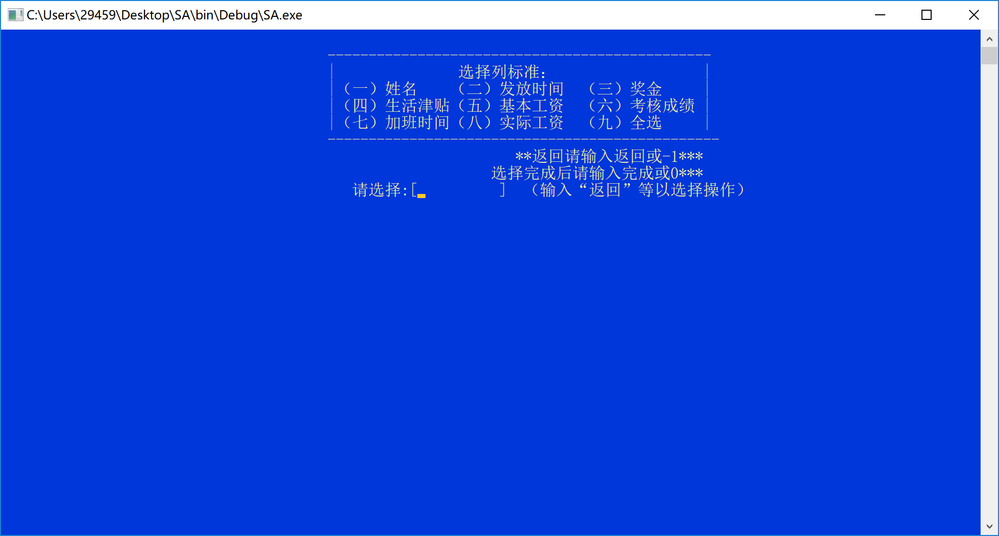 C:\Users\29459\Desktop\SA\bin\Debug\SA.exe
-----------------------------------------------
|               选择列标准：                   |
|（一）姓名    （二）发放时间  （三）奖金     |
|（四）生活津贴（五）基本工资  （六）考核成绩 |
|（七）加班时间（八）实际工资  （九）全选     |
------------------------------------------------
**返回请输入返回或-1***
选择完成后请输入完成或0***
请选择:[          ]  （输入“返回”等以选择操作）